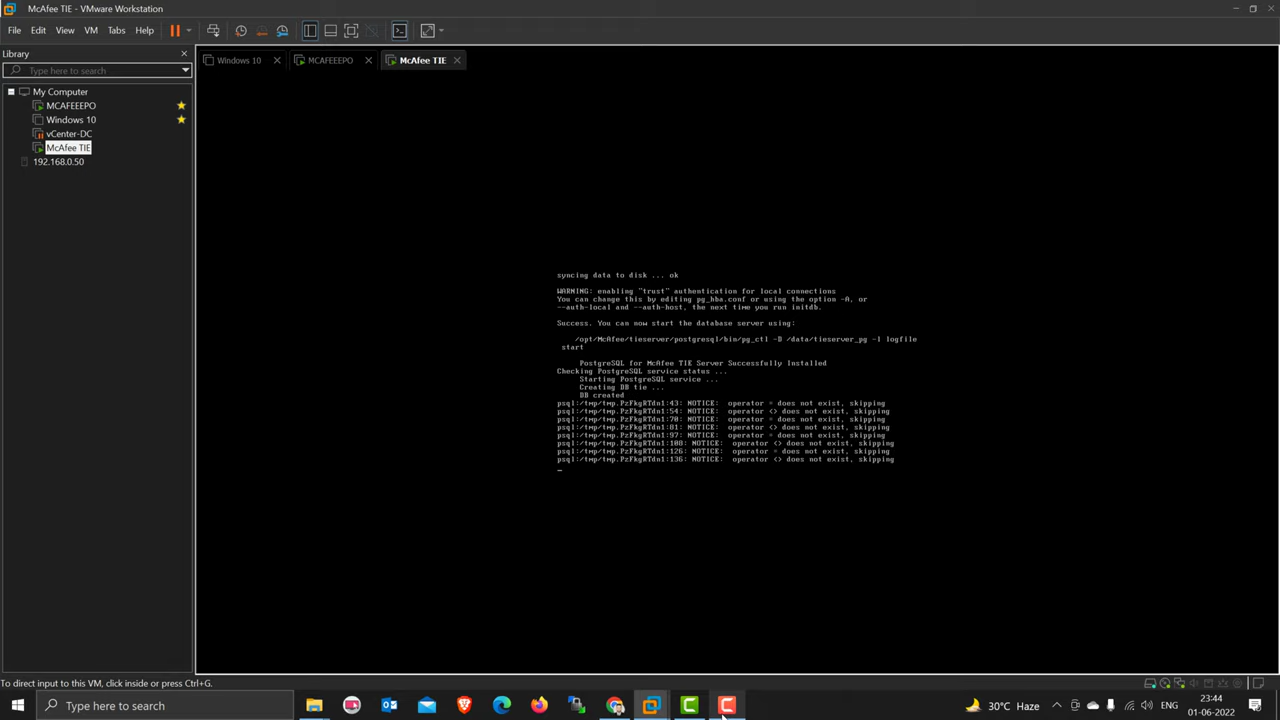 McAfee TIE - VMware Workstation
File Edit View VM Tabs Help
Library
Type here to search
My Computer
MCAFEEEPO
Windows 10
vCenter-DC
McAfee TIE
192.168.0.50
Windows 10 MCAFEEEPO McAfee TIE
syncing data to disk ... ok
WARNING: enabling "trust" authentication for local connections
You can change this by editing pg_hba.conf or using the option -A, or
--auth-local and --auth-host, the next time you run initdb.
Success. You can now start the database server using:
/opt/McAfee/tieserver/postgresql/bin/pg_ctl -D /data/tieserver_pg -l logfile
start
PostgreSQL for McAfee TIE Server Successfully Installed
Checking PostgreSQL service status ...
Starting PostgreSQL service ...
Creating DB tie ...
DB created
psql:/tmp/tmp.PzFkgRTdn1:43: NOTICE:  operator = does not exist, skipping
psql:/tmp/tmp.PzFkgRTdn1:54: NOTICE:  operator <> does not exist, skipping
psql:/tmp/tmp.PzFkgRTdn1:70: NOTICE:  operator = does not exist, skipping
psql:/tmp/tmp.PzFkgRTdn1:81: NOTICE:  operator <> does not exist, skipping
psql:/tmp/tmp.PzFkgRTdn1:97: NOTICE:  operator = does not exist, skipping
psql:/tmp/tmp.PzFkgRTdn1:108: NOTICE:  operator <> does not exist, skipping
psql:/tmp/tmp.PzFkgRTdn1:126: NOTICE:  operator = does not exist, skipping
psql:/tmp/tmp.PzFkgRTdn1:136: NOTICE:  operator <> does not exist, skipping
To direct input to this VM, click inside or press Ctrl+G.
Type here to search
30°C Haze
ENG
23:44
01-06-2022